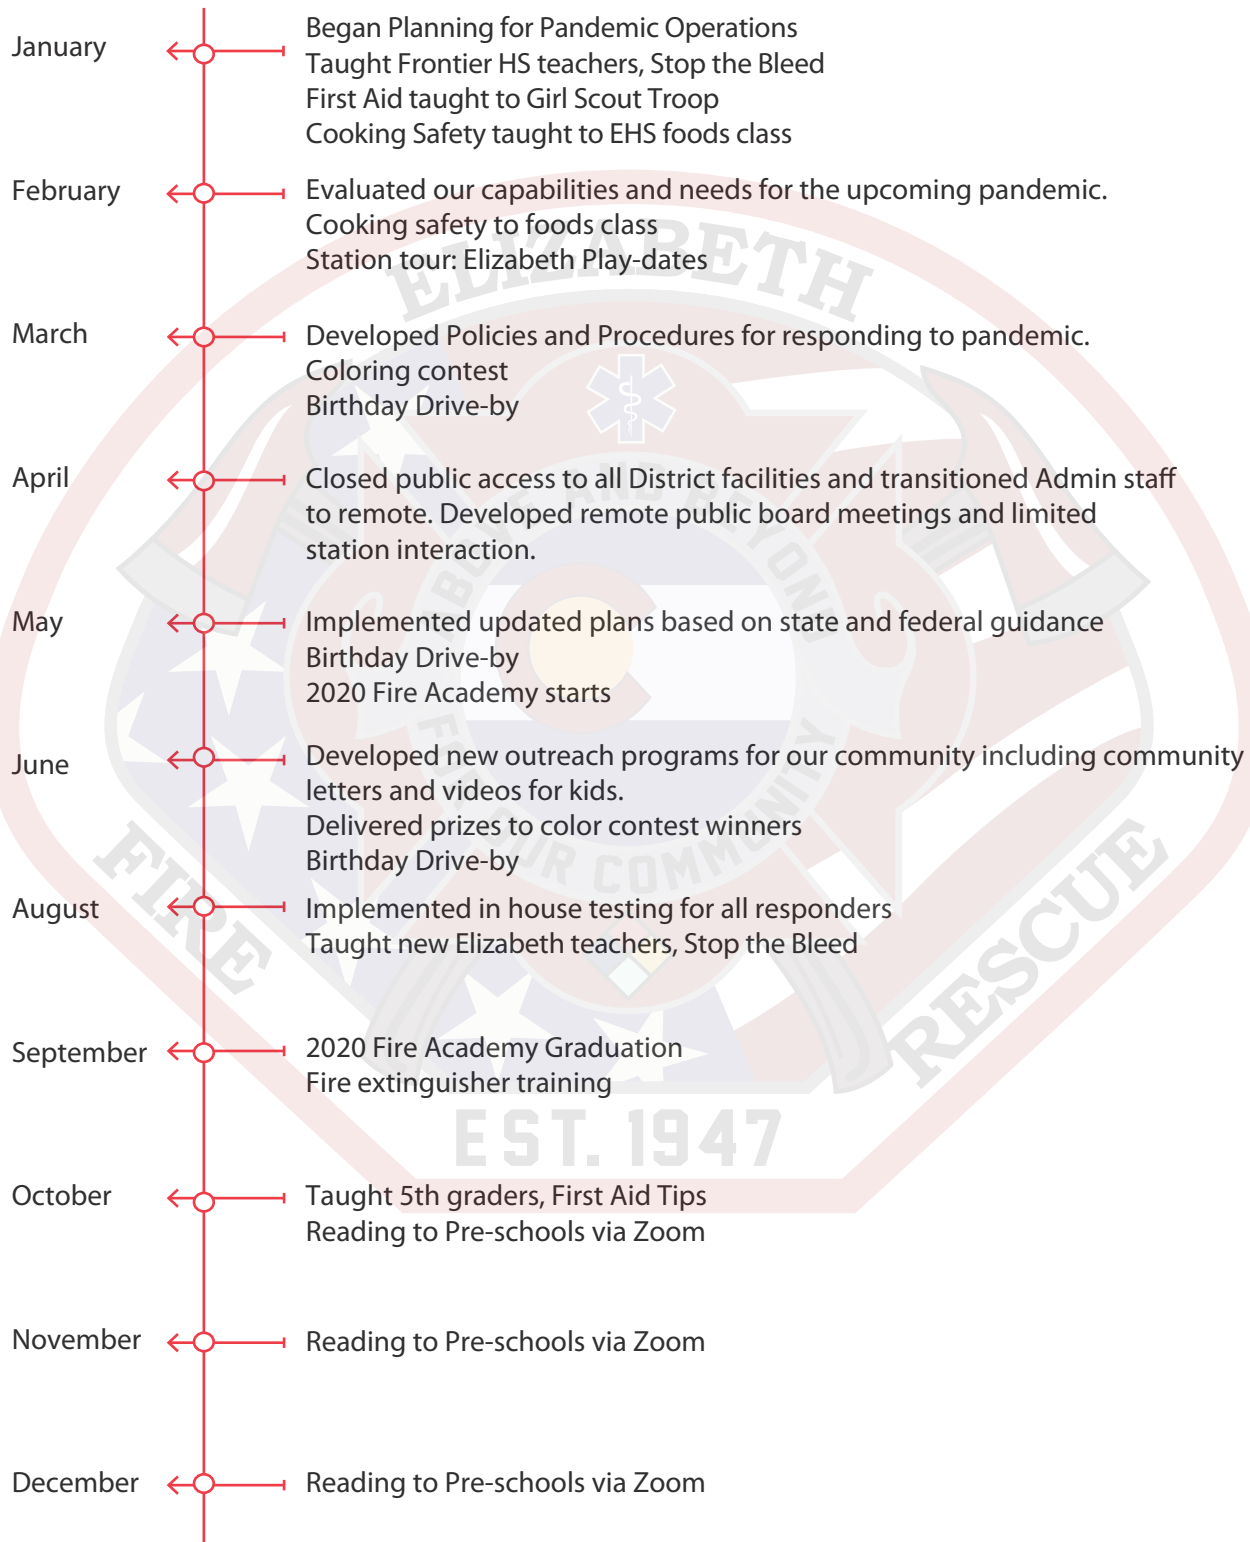 January
Began Planning for Pandemic Operations
Taught Frontier HS teachers, Stop the Bleed
First Aid taught to Girl Scout Troop
Cooking Safety taught to EHS foods class
February
Evaluated our capabilities and needs for the upcoming pandemic.
Cooking safety to foods class
Station tour: Elizabeth Play-dates
March
Developed Policies and Procedures for responding to pandemic.
Coloring contest
Birthday Drive-by
April
Closed public access to all District facilities and transitioned Admin staff
to remote. Developed remote public board meetings and limited
station interaction.
May
Implemented updated plans based on state and federal guidance
Birthday Drive-by
2020 Fire Academy starts
June
Developed new outreach programs for our community including community
letters and videos for kids.
Delivered prizes to color contest winners
Birthday Drive-by
August
Implemented in house testing for all responders
Taught new Elizabeth teachers, Stop the Bleed
September
2020 Fire Academy Graduation
Fire extinguisher training
October
Taught 5th graders, First Aid Tips
Reading to Pre-schools via Zoom
November
Reading to Pre-schools via Zoom
December
Reading to Pre-schools via Zoom
ELIZABETH
ABOVE AND BEYOND
FOR OUR COMMUNITY
FIRE
RESCUE
EST. 1947